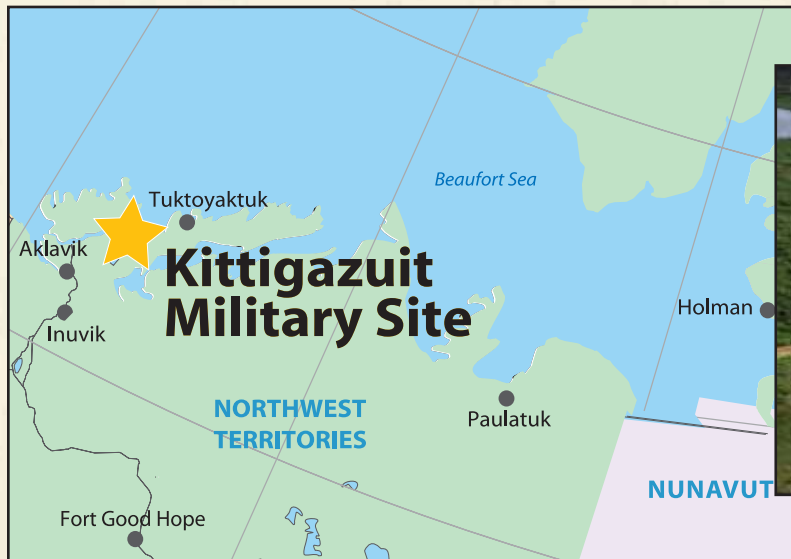 Beaufort Sea
Tuktoyaktuk
Aklavik
Kittigazuit
Military Site
Inuvik
Holman
NORTHWEST
TERRITORIES
Paulatuk
NUNAVUT
Fort Good Hope